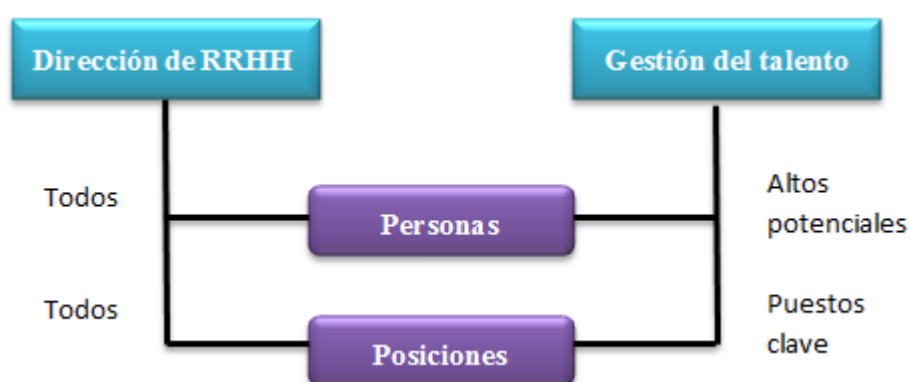 Dirección de RRHH
Gestión del talento
Todos
Personas
Altos
potenciales
Todos
Posiciones
Puestos
clave